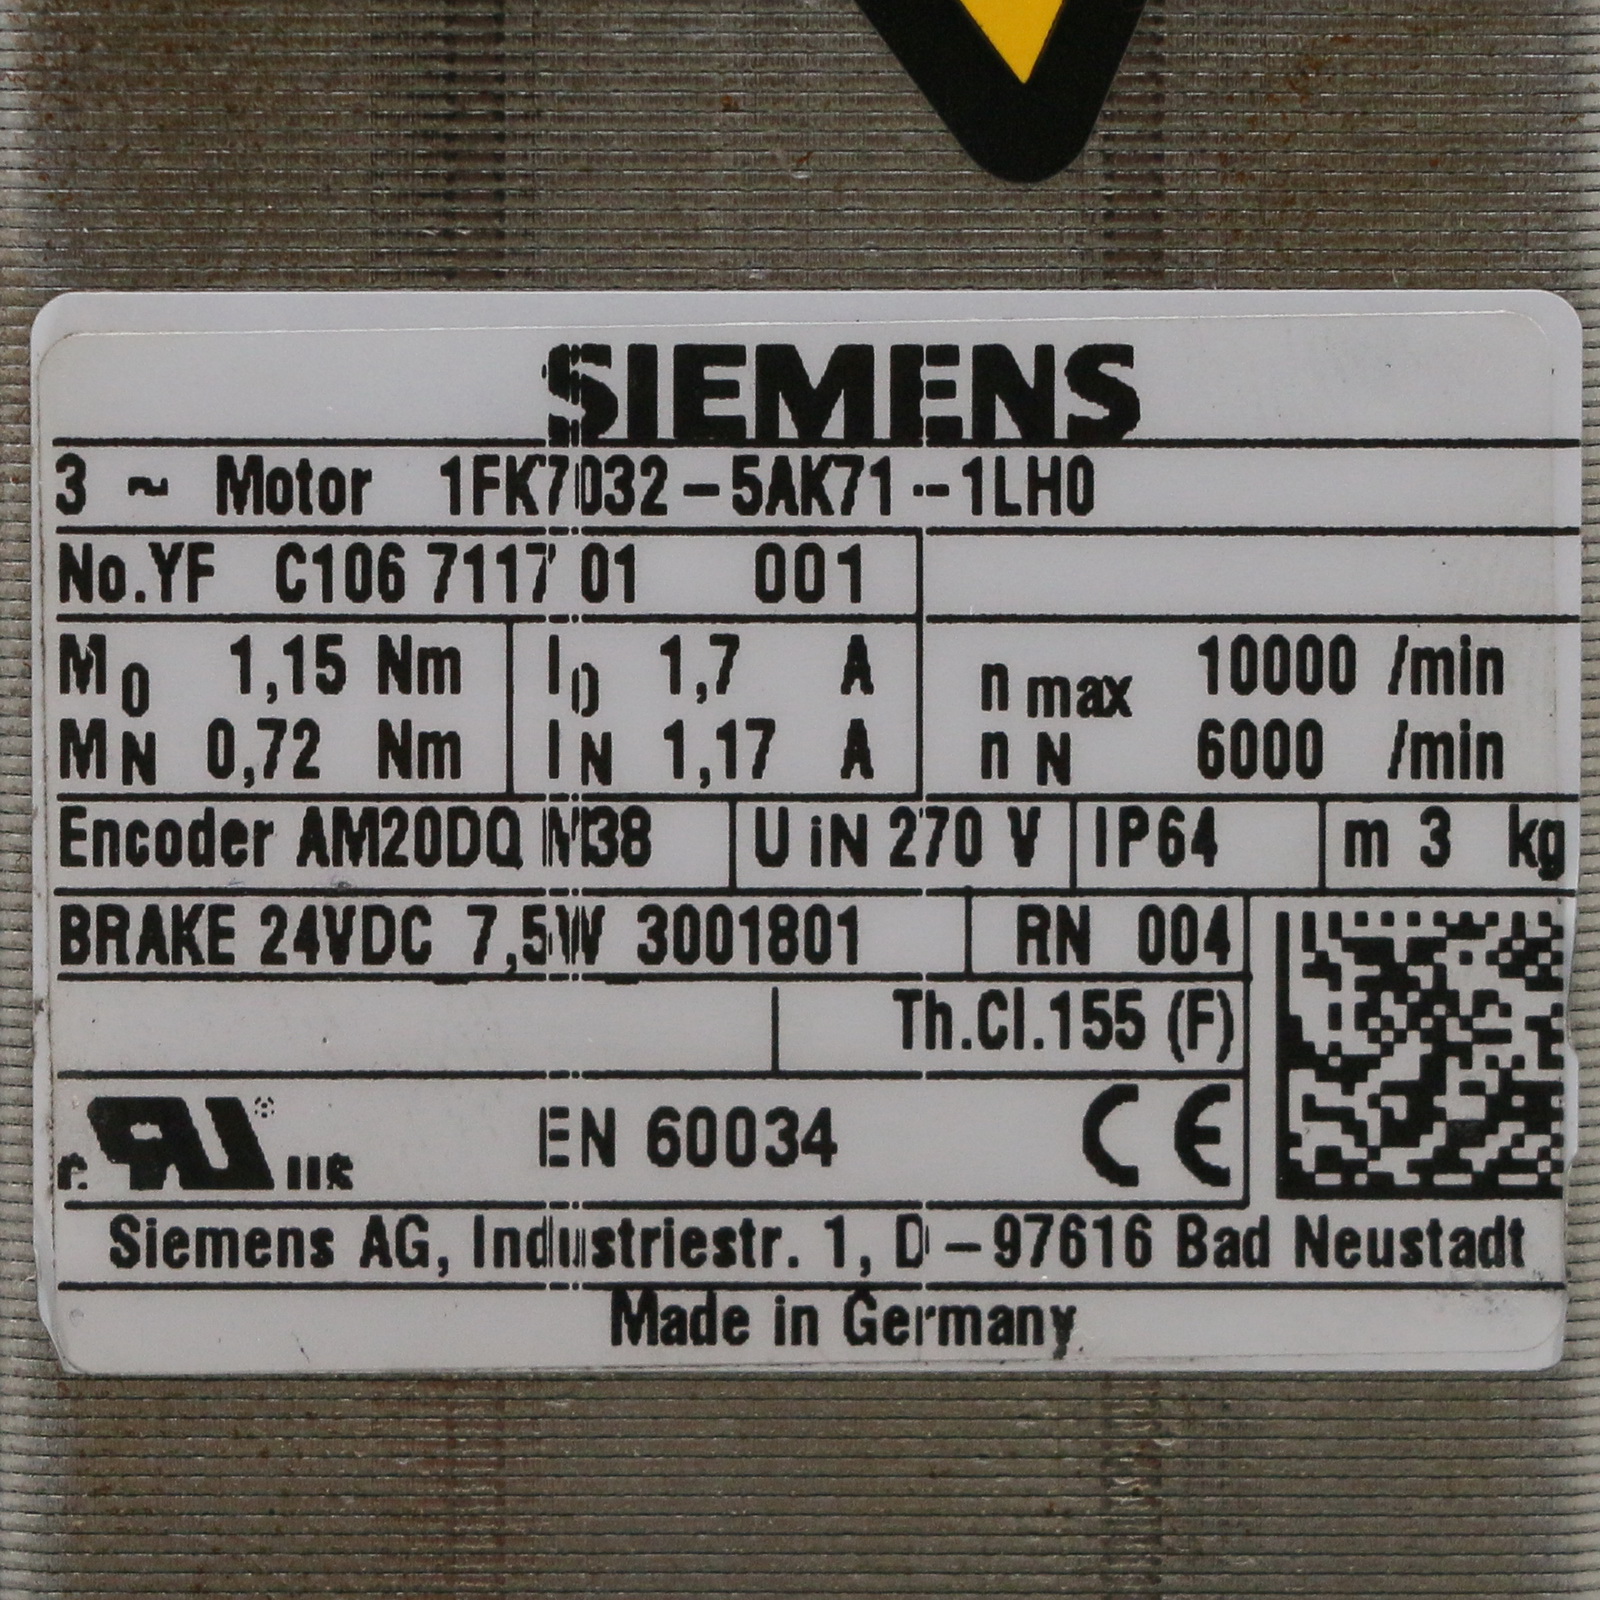 SIEMENS
3 ~ Motor 1FK7032-5AK71--1LH0
No.YF C106 7117 01 001
M0 1,15 Nm I0 1,7 A n max 10000 /min
MN 0,72 Nm IN 1,17 A n N 6000 /min
Encoder AM20DQ M38 U iN 270 V IP64 m 3 kg
BRAKE 24VDC 7,5W 3001801 RN 004
Th.Cl.155 (F)
c RU ® US EN 60034 CE
Siemens AG, Industriestr. 1, D-97616 Bad Neustadt
Made in Germany